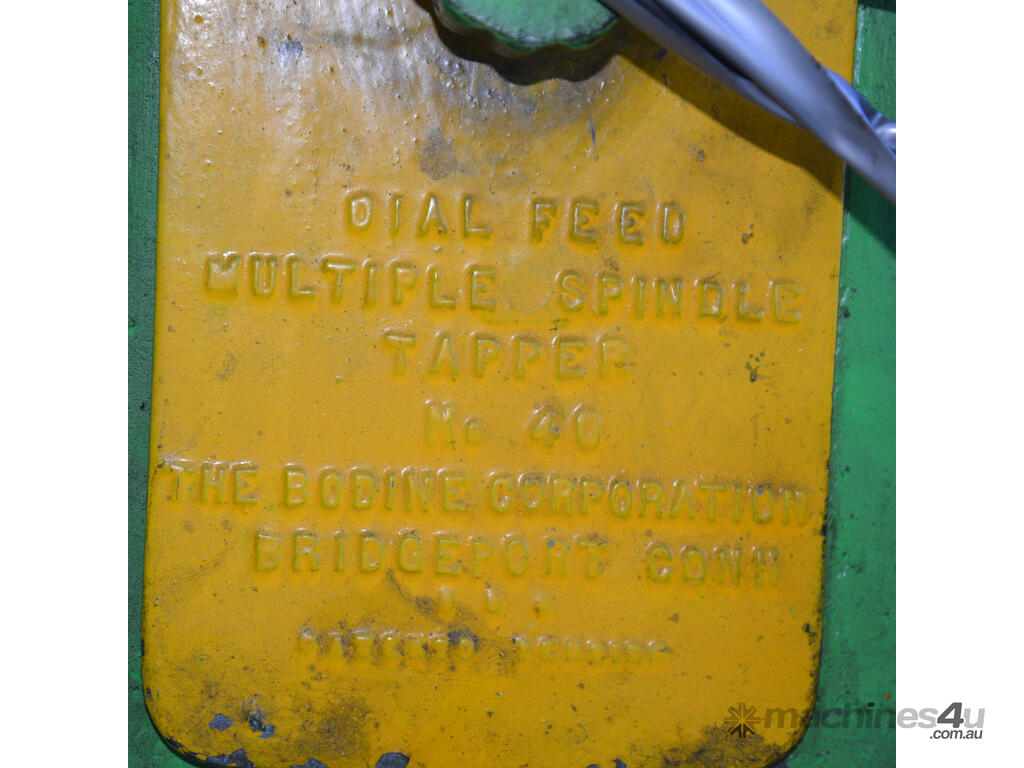 DIAL FEED
MULTIPLE SPINDLE
TAPPER
No 40
THE BODINE CORPORATION
BRIDGEPORT CONN
machines4u
.com.au